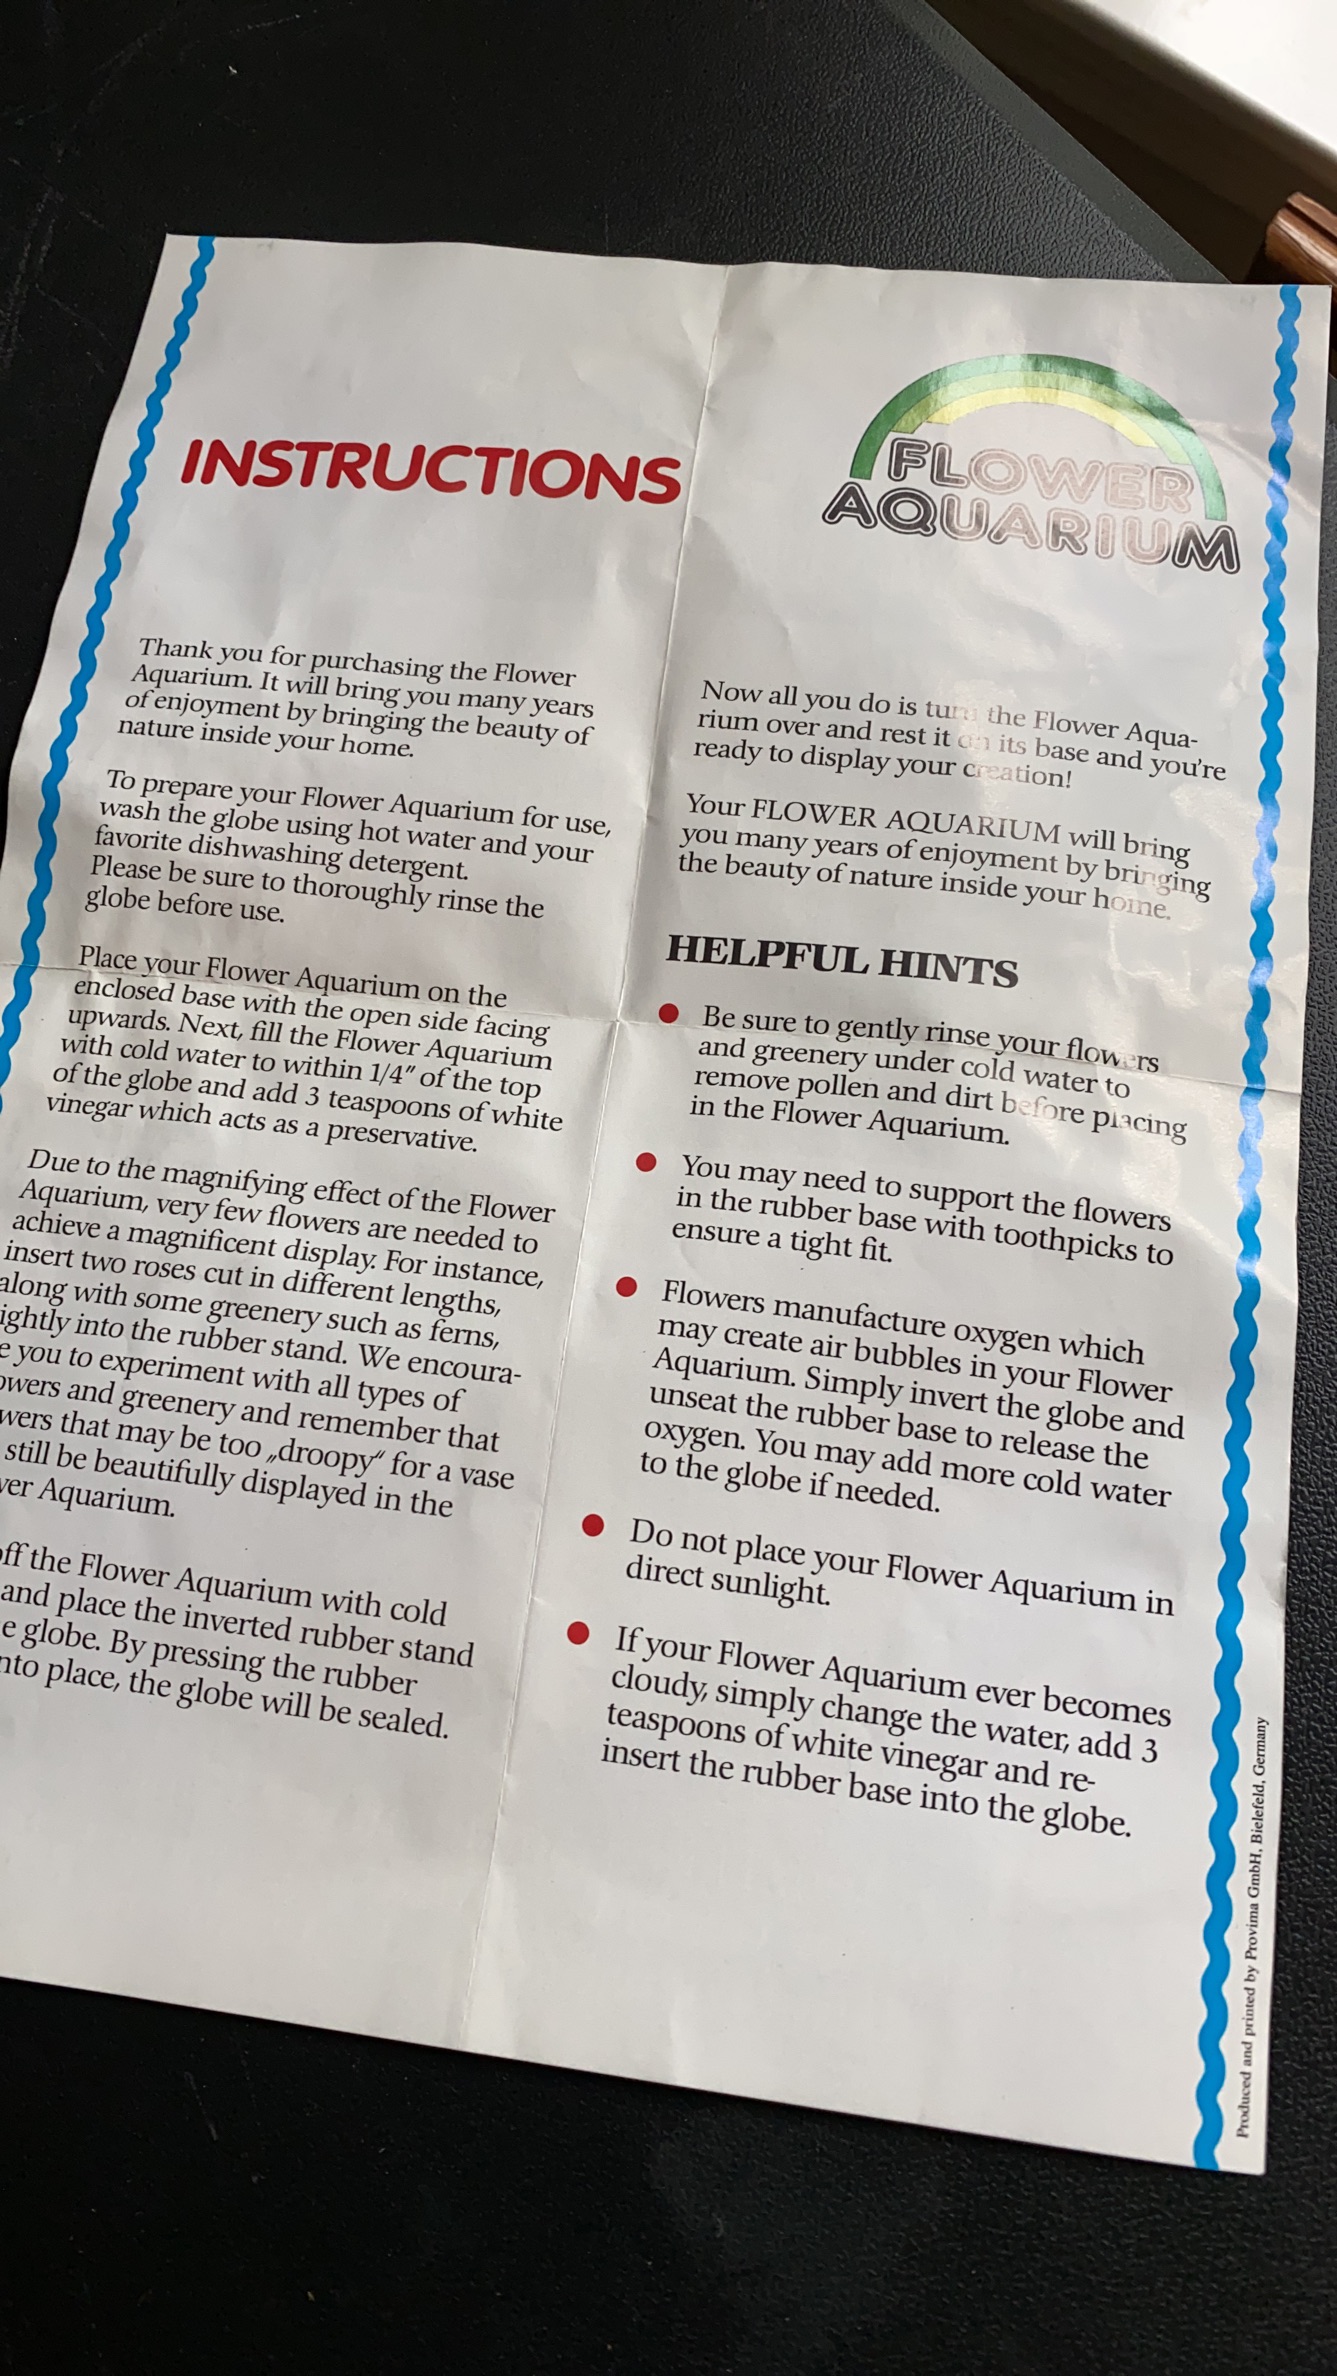 INSTRUCTIONS
Thank you for purchasing the Flower
Aquarium. It will bring you many years
of enjoyment by bringing the beauty of
nature inside your home.
To prepare your Flower Aquarium for use,
wash the globe using hot water and your
favorite dishwashing detergent.
Please be sure to thoroughly rinse the
globe before use.
Place your Flower Aquarium on the
enclosed base with the open side facing
upwards. Next, fill the Flower Aquarium
with cold water to within 1/4″ of the top
of the globe and add 3 teaspoons of white
vinegar which acts as a preservative.
Due to the magnifying effect of the Flower
Aquarium, very few flowers are needed to
achieve a magnificent display. For instance,
insert two roses cut in different lengths,
along with some greenery such as ferns,
ightly into the rubber stand. We encoura-
e you to experiment with all types of
owers and greenery and remember that
wers that may be too „droopy“ for a vase
still be beautifully displayed in the
ver Aquarium.
off the Flower Aquarium with cold
and place the inverted rubber stand
e globe. By pressing the rubber
nto place, the globe will be sealed.
FLOWER
AQUARIUM
Now all you do is turn the Flower Aqua-
rium over and rest it on its base and you're
ready to display your creation!
Your FLOWER AQUARIUM will bring
you many years of enjoyment by bringing
the beauty of nature inside your home.
HELPFUL HINTS
● Be sure to gently rinse your flowers
and greenery under cold water to
remove pollen and dirt before placing
in the Flower Aquarium.
● You may need to support the flowers
in the rubber base with toothpicks to
ensure a tight fit.
● Flowers manufacture oxygen which
may create air bubbles in your Flower
Aquarium. Simply invert the globe and
unseat the rubber base to release the
oxygen. You may add more cold water
to the globe if needed.
● Do not place your Flower Aquarium in
direct sunlight.
● If your Flower Aquarium ever becomes
cloudy, simply change the water, add 3
teaspoons of white vinegar and re-
insert the rubber base into the globe.
Produced and printed by Provima GmbH, Bielefeld, Germany